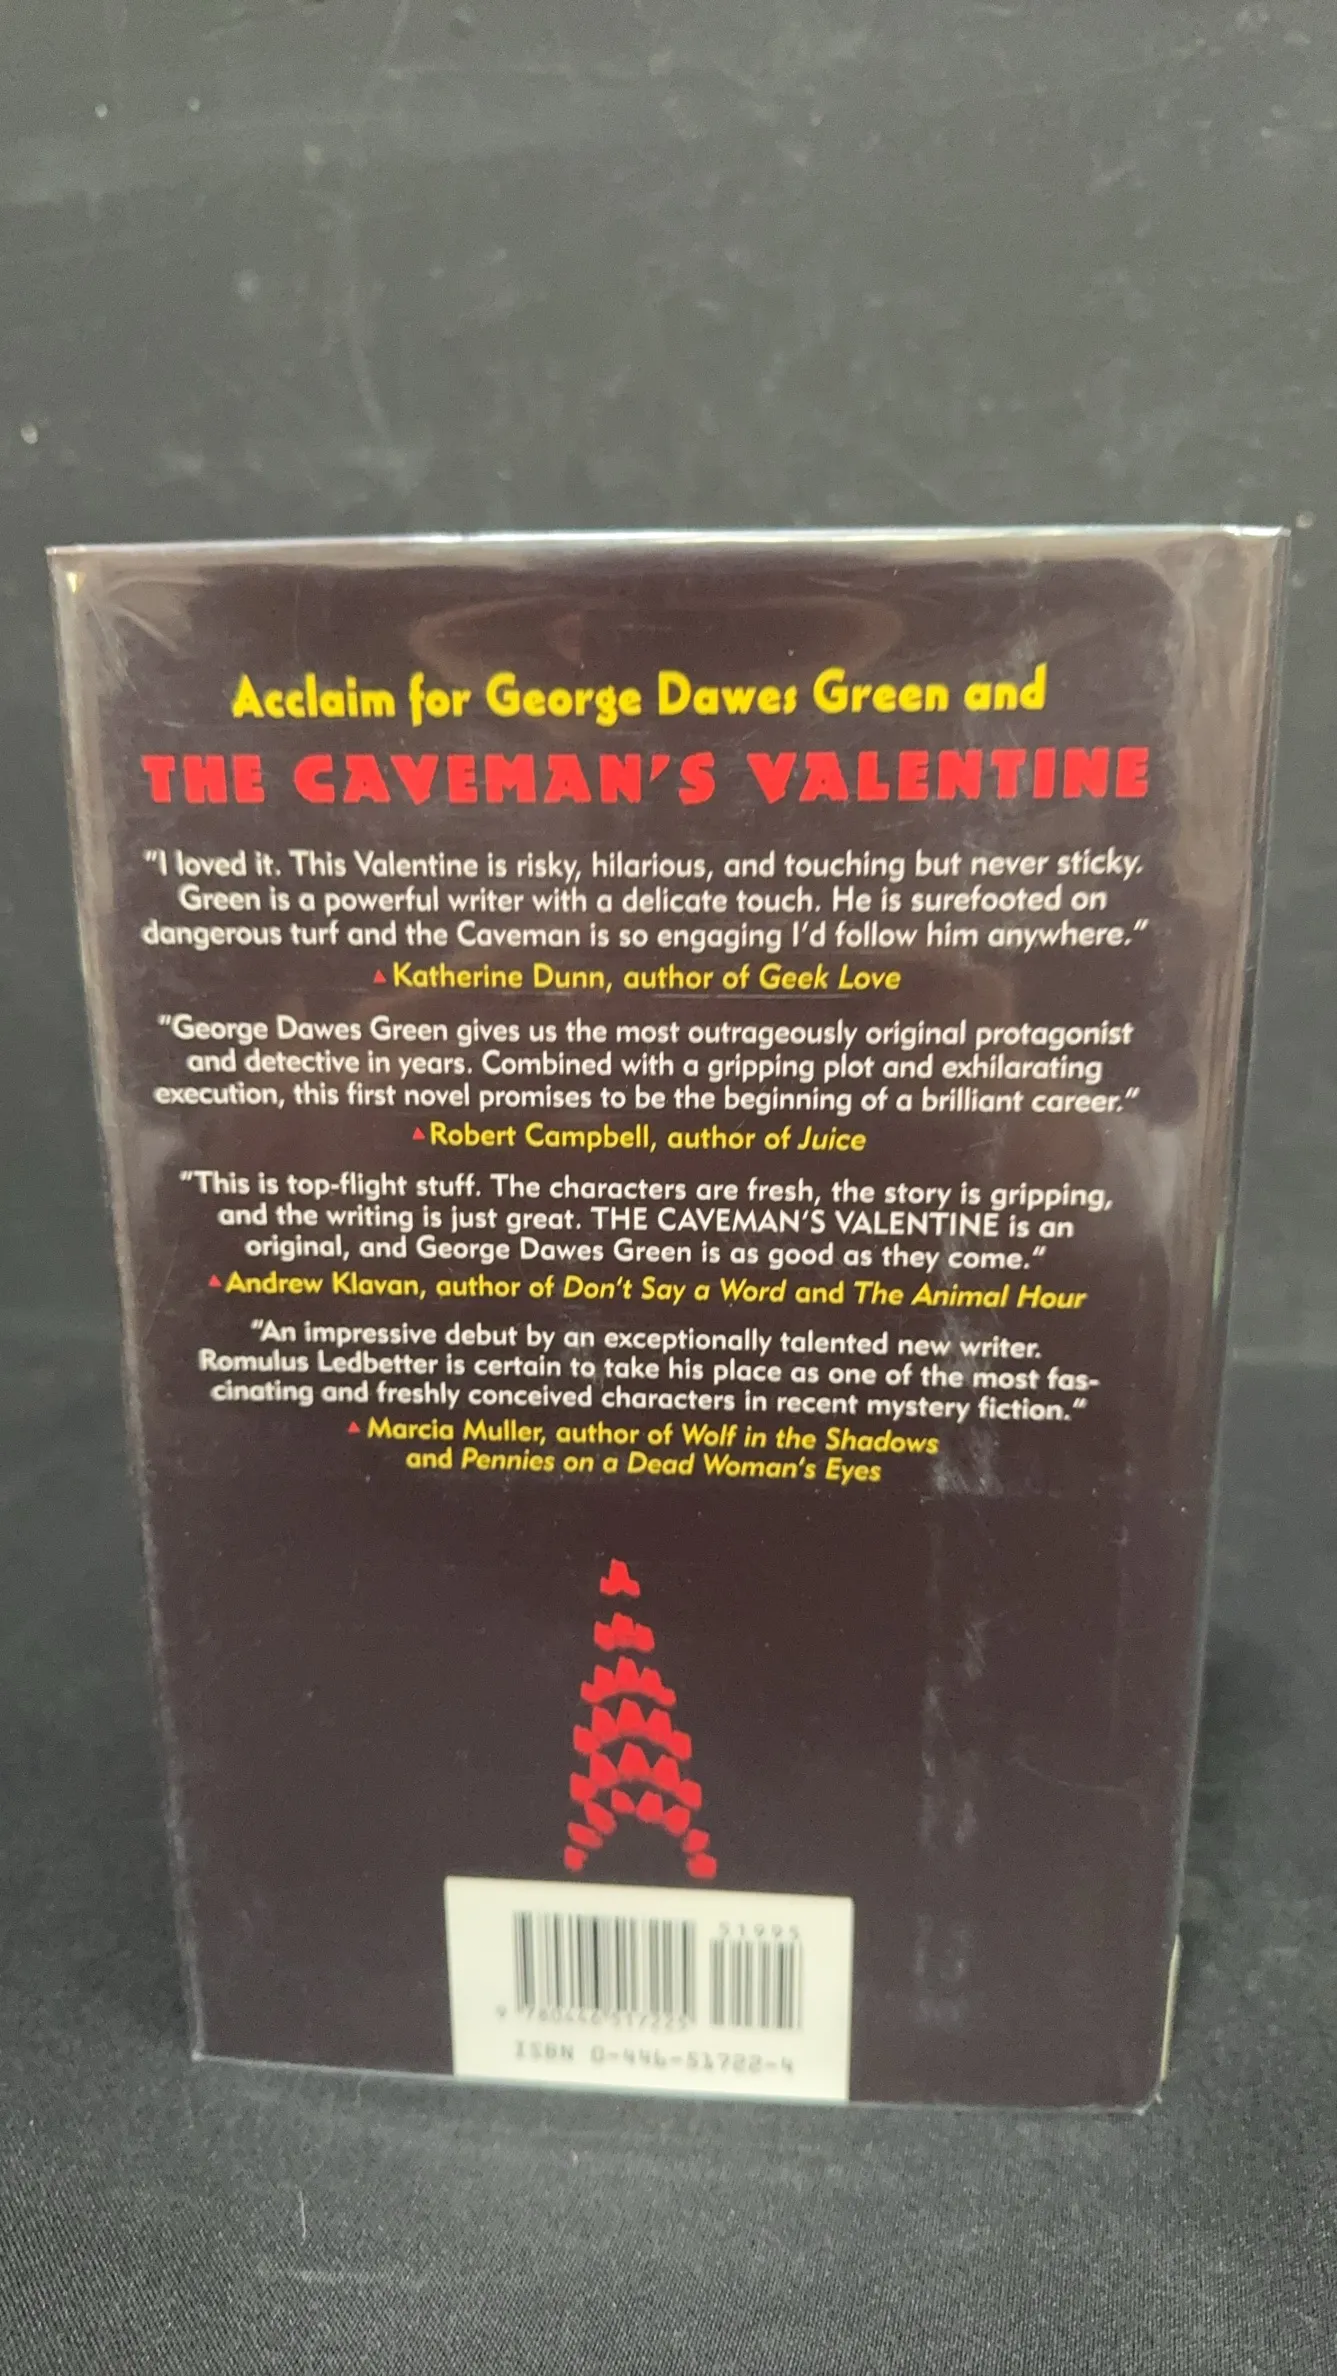 Acclaim for George Dawes Green and
THE CAVEMAN'S VALENTINE
"I loved it. This Valentine is risky, hilarious, and touching but never sticky.
Green is a powerful writer with a delicate touch. He is surefooted on
dangerous turf and the Caveman is so engaging I'd follow him anywhere."
▲ Katherine Dunn, author of Geek Love
"George Dawes Green gives us the most outrageously original protagonist
and detective in years. Combined with a gripping plot and exhilarating
execution, this first novel promises to be the beginning of a brilliant career."
▲ Robert Campbell, author of Juice
"This is top-flight stuff. The characters are fresh, the story is gripping,
and the writing is just great. THE CAVEMAN'S VALENTINE is an
original, and George Dawes Green is as good as they come."
▲ Andrew Klavan, author of Don't Say a Word and The Animal Hour
"An impressive debut by an exceptionally talented new writer.
Romulus Ledbetter is certain to take his place as one of the most fas-
cinating and freshly conceived characters in recent mystery fiction."
▲ Marcia Muller, author of Wolf in the Shadows
and Pennies on a Dead Woman's Eyes
51995
9 780446 517225
ISBN 0-446-51722-4